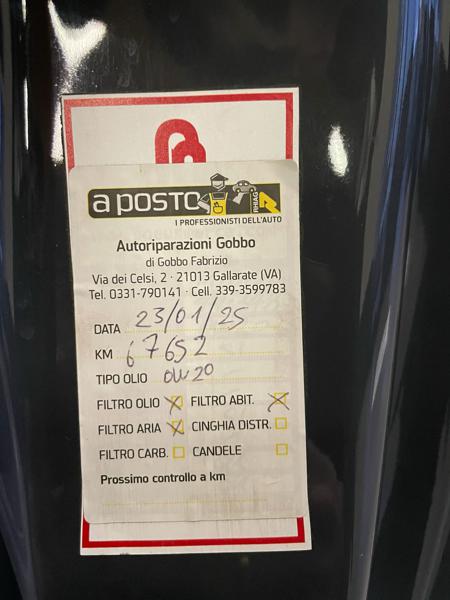 a posto
RHIAG
I PROFESSIONISTI DELL'AUTO
Autoriparazioni Gobbo
di Gobbo Fabrizio
Via dei Celsi, 2 - 21013 Gallarate (VA)
Tel. 0331-790141 - Cell. 339-3599783
DATA 23/01/25
KM 67652
TIPO OLIO 0W20
FILTRO OLIO FILTRO ABIT.
FILTRO ARIA CINGHIA DISTR.
FILTRO CARB. CANDELE
Prossimo controllo a km